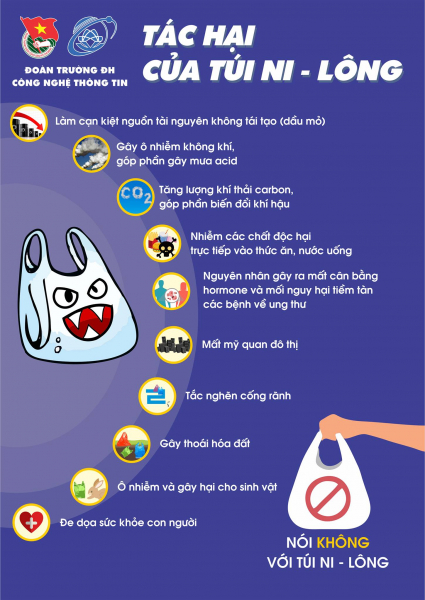 ĐOÀN TRƯỜNG ĐH
CÔNG NGHỆ THÔNG TIN
TÁC HẠI
CỦA TÚI NI - LÔNG
Làm cạn kiệt nguồn tài nguyên không tái tạo (dầu mỏ)
Gây ô nhiễm không khí,
góp phần gây mưa acid
CO2
Tăng lượng khí thải carbon,
góp phần biến đổi khí hậu
Nhiễm các chất độc hại
trực tiếp vào thức ăn, nước uống
Nguyên nhân gây ra mất cân bằng
hormone và mối nguy hại tiềm tàn
các bệnh về ung thư
Mất mỹ quan đô thị
Tắc nghẽn cống rãnh
Gây thoái hóa đất
Ô nhiễm và gây hại cho sinh vật
Đe dọa sức khỏe con người
NÓI KHÔNG
VỚI TÚI NI - LÔNG